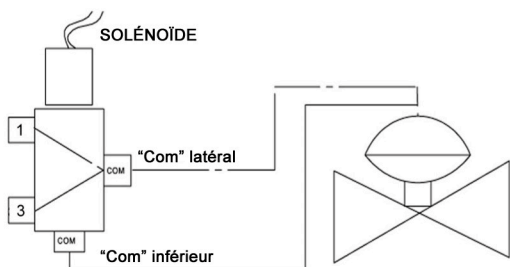 SOLÉNOÏDE
1
“Com” latéral
COM
3
COM
“Com” inférieur